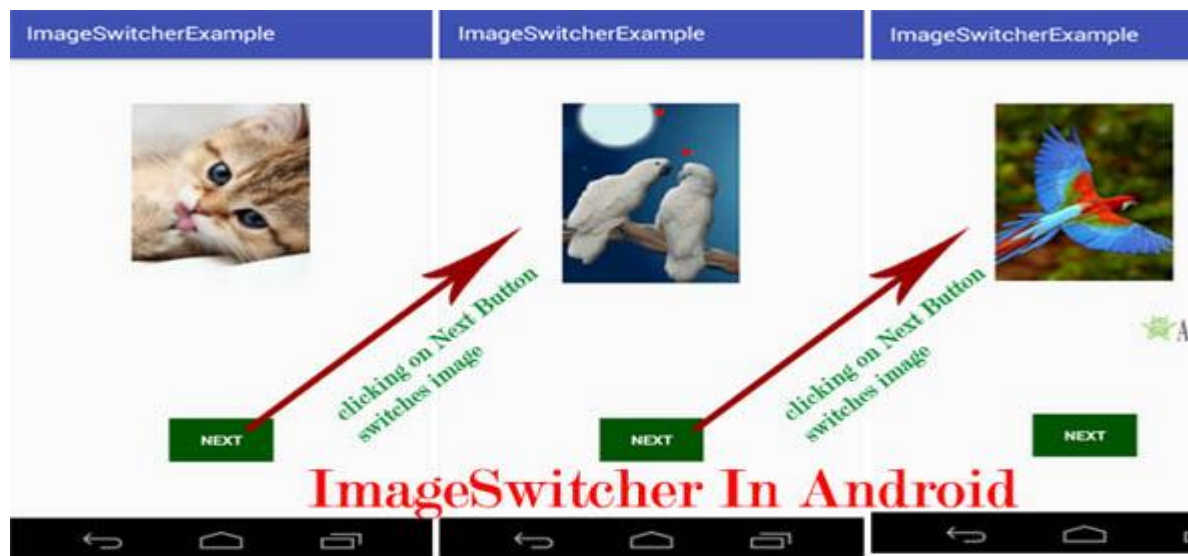 ImageSwitcherExample
ImageSwitcherExample
ImageSwitcherExample
clicking on Next Button
switches image
clicking on Next Button
switches image
NEXT
NEXT
NEXT
ImageSwitcher In Android